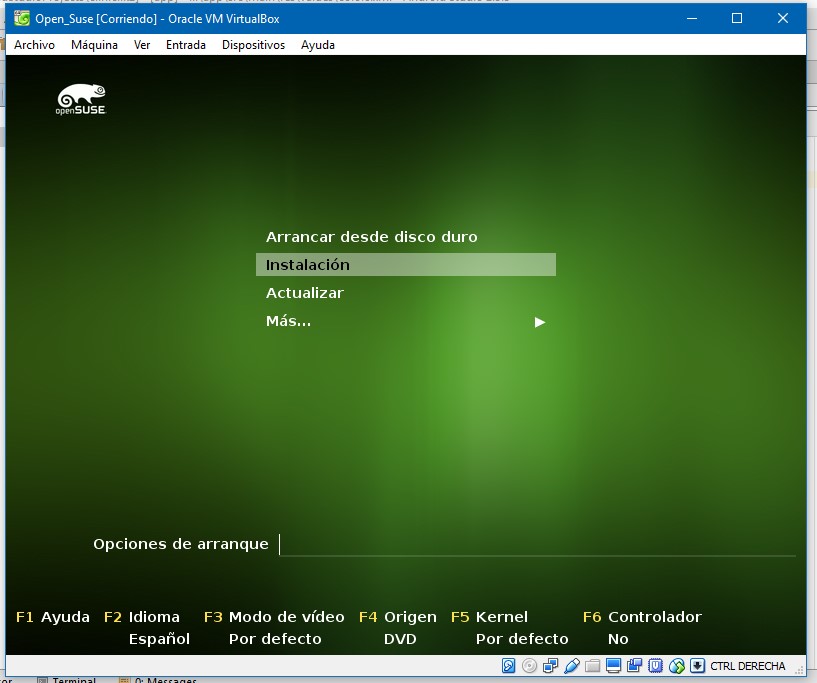 Open_Suse [Corriendo] - Oracle VM VirtualBox
Archivo Máquina Ver Entrada Dispositivos Ayuda
openSUSE
Arrancar desde disco duro
Instalación
Actualizar
Más...
Opciones de arranque
F1 Ayuda F2 Idioma F3 Modo de vídeo F4 Origen F5 Kernel F6 Controlador
Español Por defecto DVD Por defecto No
CTRL DERECHA
Terminal 0: Messages